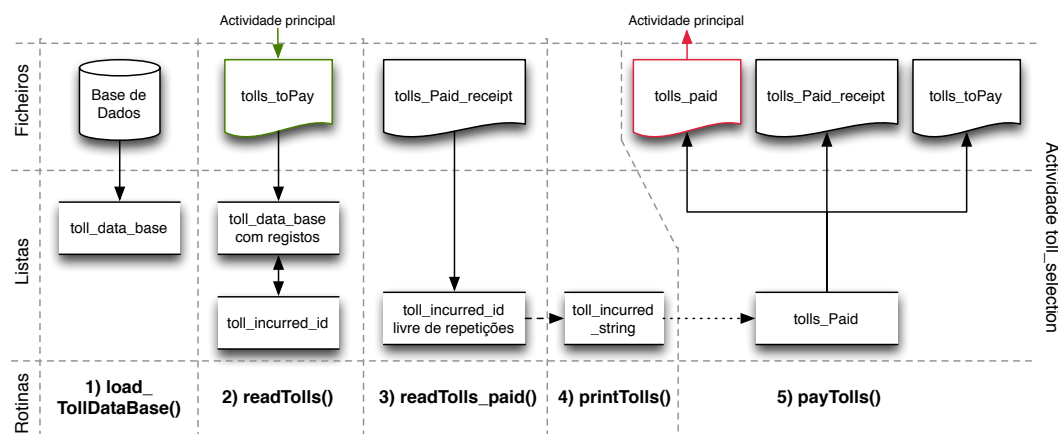 Actividade principal
Actividade principal
Ficheiros
Base de
Dados
tolls_toPay
tolls_Paid_receipt
tolls_paid
tolls_Paid_receipt
tolls_toPay
Actividade toll_selection
Listas
toll_data_base
toll_data_base
com registos
toll_incurred_id
toll_incurred_id
livre de repetições
toll_incurred
_string
tolls_Paid
Rotinas
1) load_
TollDataBase()
2) readTolls()
3) readTolls_paid()
4) printTolls()
5) payTolls()